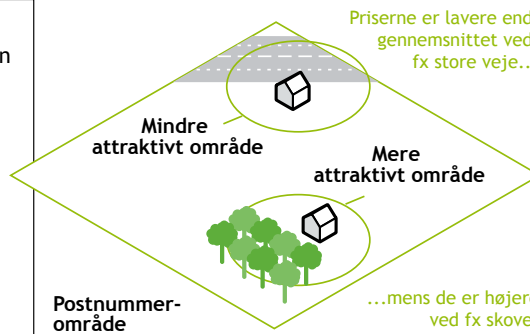 Priserne er lavere end
gennemsnittet ved
fx store veje...
n
Mindre
attraktivt område
Mere
attraktivt område
Postnummer-
område
...mens de er højere
ved fx skove